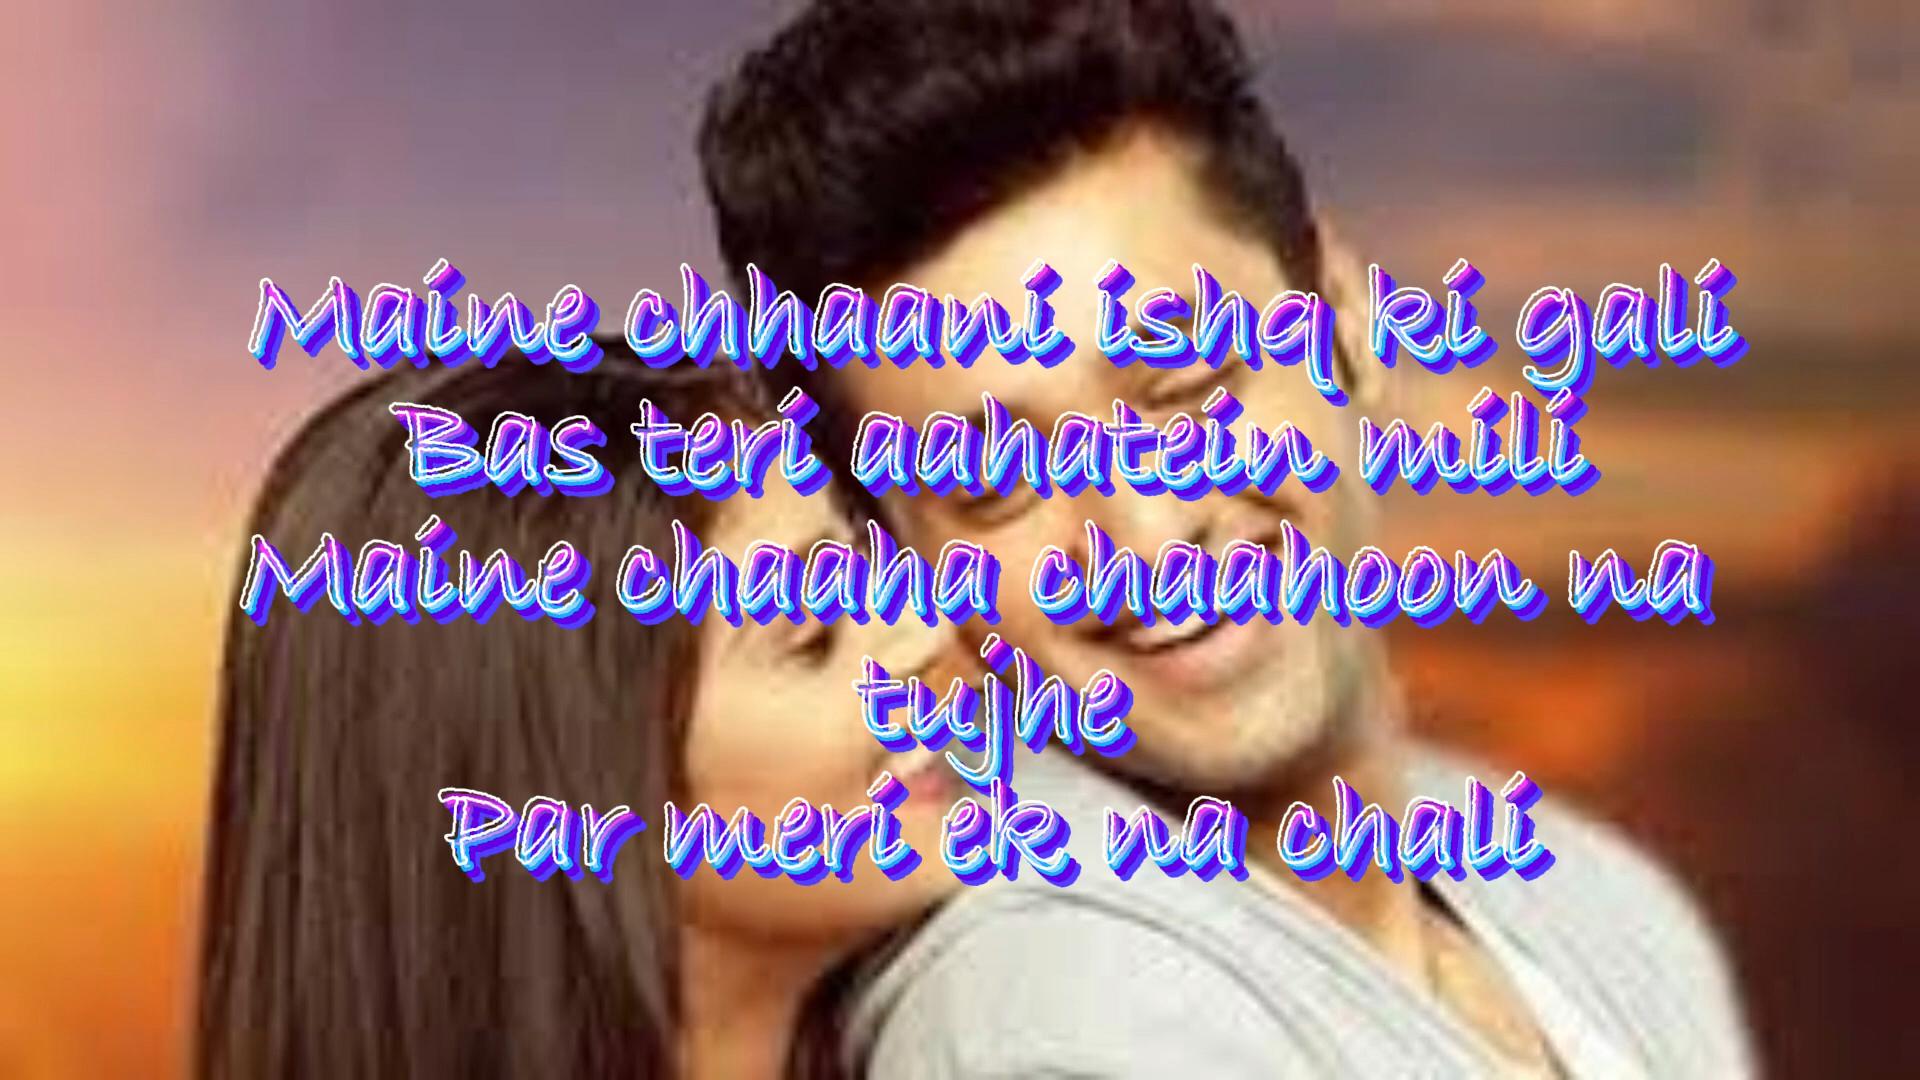 Maine chhaani ishq ki gali
Bas teri aahatein mili
Maine chaaha chaahoon na
tujhe
Par meri ek na chali